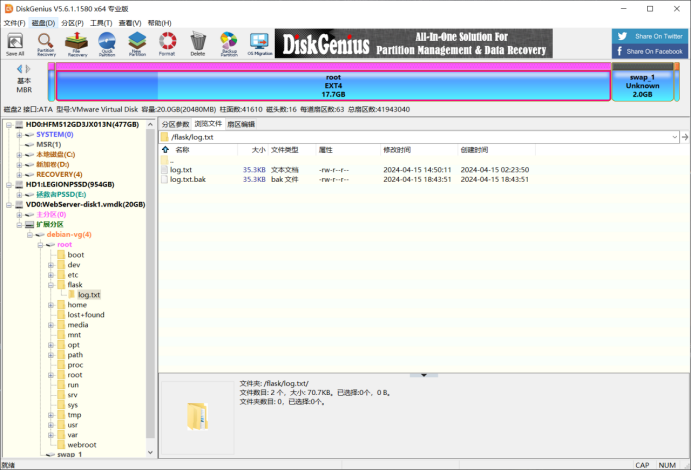 DiskGenius V5.6.1.1580 x64 专业版
文件(F) 磁盘(D) 分区(P) 工具(T) 查看(V) 帮助(H)
Save All Partition Recovery File Recovery Quick Partition New Partition Format Delete Backup Partition OS Migration
DiskGenius All-In-One Solution For
Partition Management & Data Recovery
Share On Twitter
Share On Facebook
基本
MBR
root
EXT4
17.7GB
swap_1
Unknown
2.0GB
磁盘2 接口:ATA 型号:VMware Virtual Disk 容量:20.0GB(20480MB) 柱面数:41610 磁头数:16 每道扇区数:63 总扇区数:41943040
HD0:HFM512GD3JX013N(477GB)
SYSTEM(0)
MSR(1)
本地磁盘(C:)
新加卷(D:)
RECOVERY(4)
HD1:LEGIONPSSD(954GB)
拯救者PSSD(E:)
VD0:WebServer-disk1.vmdk(20GB)
主分区(0)
扩展分区
debian-vg(4)
root
boot
dev
etc
flask
log.txt
home
lost+found
media
mnt
opt
path
proc
root
run
srv
sys
tmp
usr
var
webroot
swap_1
分区参数 浏览文件 扇区编辑
/flask/log.txt
名称 大小 文件类型 属性 修改时间 创建时间
..
log.txt 35.3KB 文本文档 -rw-r--r-- 2024-04-15 14:50:11 2024-04-15 02:23:50
log.txt.bak 35.3KB bak 文件 -rw-r--r-- 2024-04-15 18:43:51 2024-04-15 18:43:51
文件夹: /flask/log.txt/
文件数目: 2 个，大小: 70.7KB。已选择:0个，0 B。
文件夹数目: 0，已选择:0个。
就绪
CAP NUM